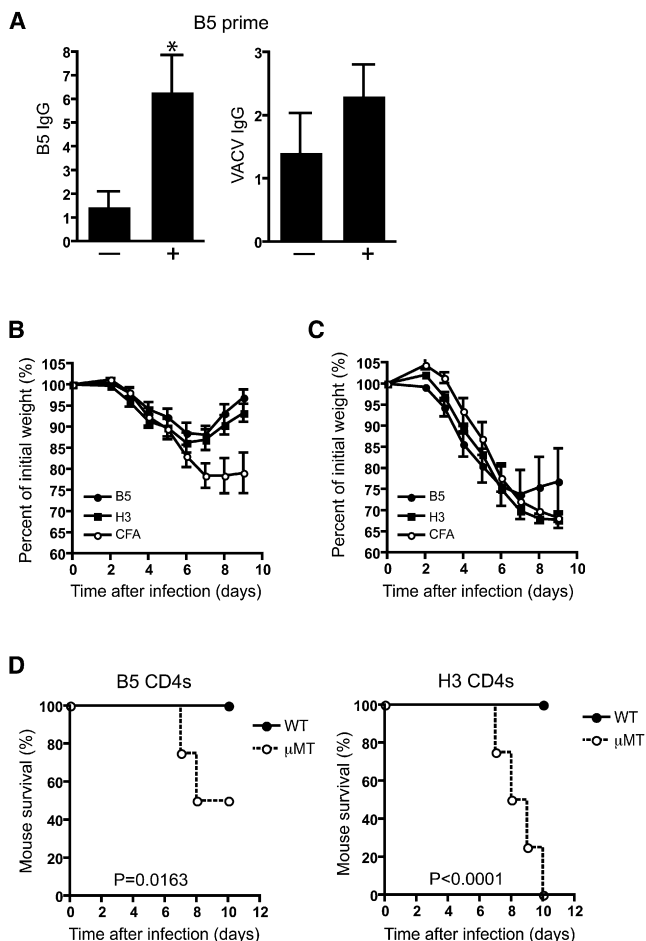 A
B5 prime
8
7
6
5
4
3
2
1
0
B5 IgG
*
— +
3
2
1
0
VACV IgG
— +
B
105
100
95
90
85
80
75
70
65
60
Percent of initial weight (%)
B5
H3
CFA
0 2 4 6 8 10
Time after infection (days)
C
105
100
95
90
85
80
75
70
65
60
Percent of initial weight (%)
B5
H3
CFA
0 2 4 6 8 10
Time after infection (days)
D
B5 CD4s
100
80
60
40
20
0
Mouse survival (%)
WT
μMT
P=0.0163
0 2 4 6 8 10 12
Time after infection (days)
H3 CD4s
100
80
60
40
20
0
Mouse survival (%)
WT
μMT
P<0.0001
0 2 4 6 8 10 12
Time after infection (days)